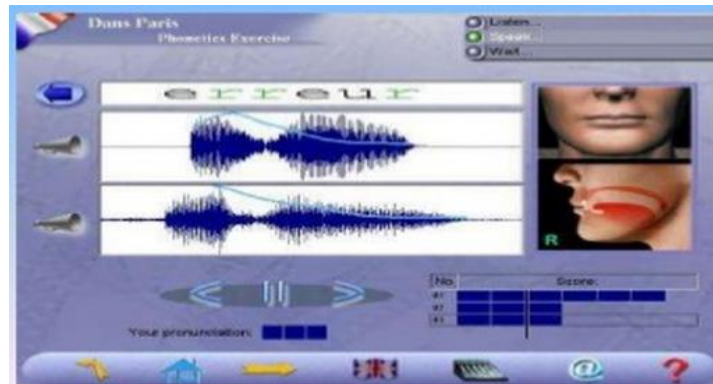 Dans Paris
Phonetics Exercise
Listen...
Speak...
Wait...
erreur
R
No.
Score:
#1
#2
#3
Your pronunciation:
@
?